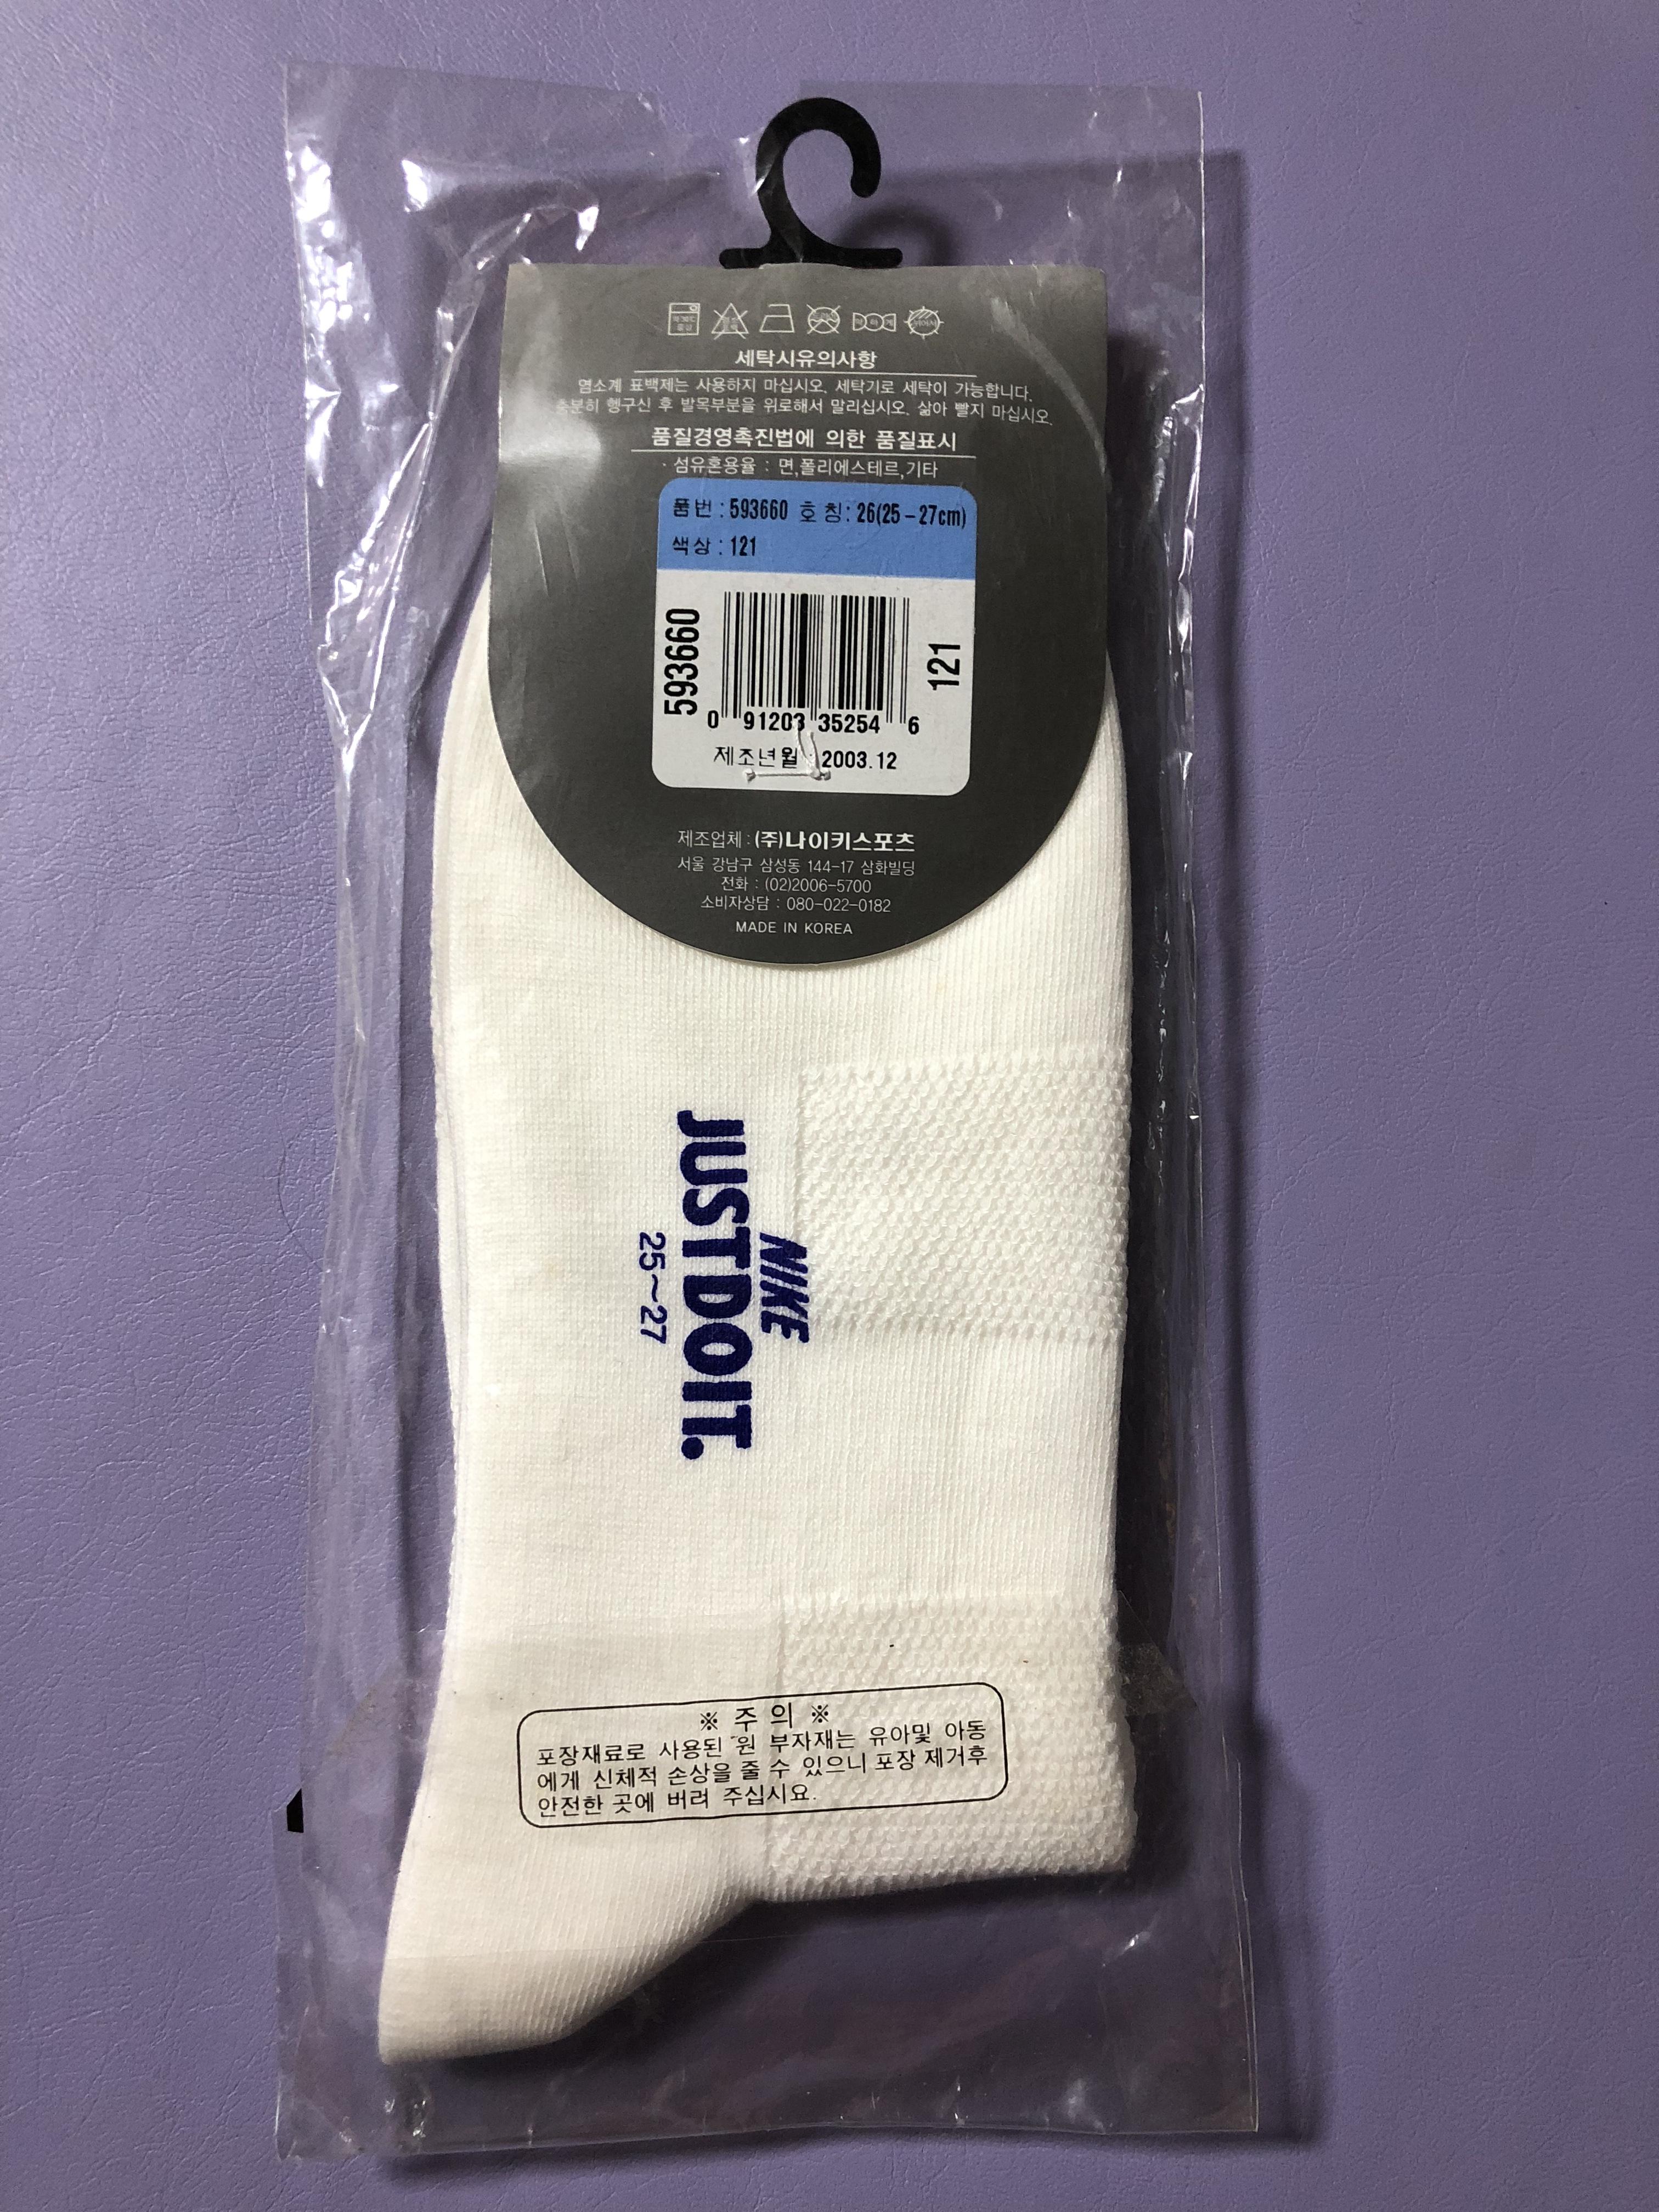 세탁시유의사항
염소계 표백제는 사용하지 마십시오. 세탁기로 세탁이 가능합니다.
충분히 헹구신 후 발목부분을 위로해서 말리십시오. 삶아 빨지 마십시오.
품질경영촉진법에 의한 품질표시
· 섬유혼용율 : 면,폴리에스테르,기타
품번 : 593660 호칭: 26(25-27cm)
색상 : 121
593660
121
0 91203 35254 6
제조년월 : 2003.12
제조업체 : (주)나이키스포츠
서울 강남구 삼성동 144-17 삼화빌딩
전화 : (02)2006-5700
소비자상담 : 080-022-0182
MADE IN KOREA
NIKE
JUST DO IT.
25~27
※ 주 의 ※
포장재료로 사용된 원 부자재는 유아및 아동
에게 신체적 손상을 줄 수 있으니 포장 제거후
안전한 곳에 버려 주십시요.